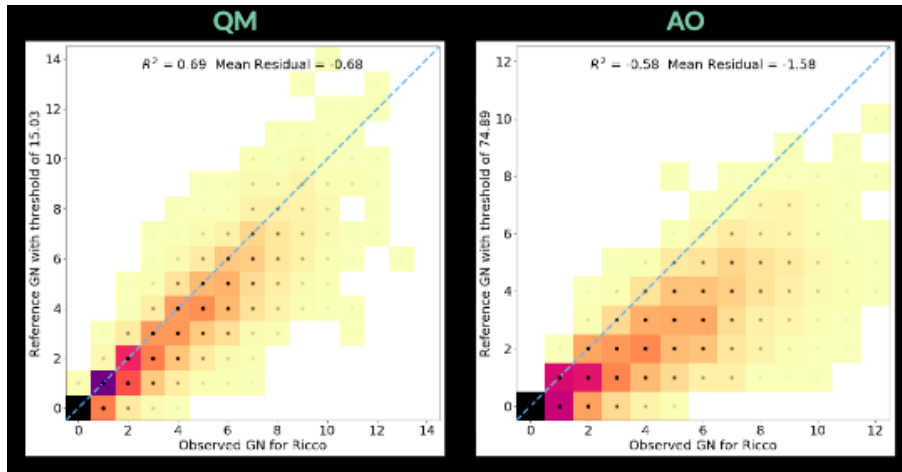 QM
AO
R² = 0.69 Mean Residual = -0.68
Reference GN with threshold of 15.03
14
12
10
8
6
4
2
0
0 2 4 6 8 10 12 14
Observed GN for Ricco
R² = -0.58 Mean Residual = -1.58
Reference GN with threshold of 74.89
12
10
8
6
4
2
0
0 2 4 6 8 10 12
Observed GN for Ricco